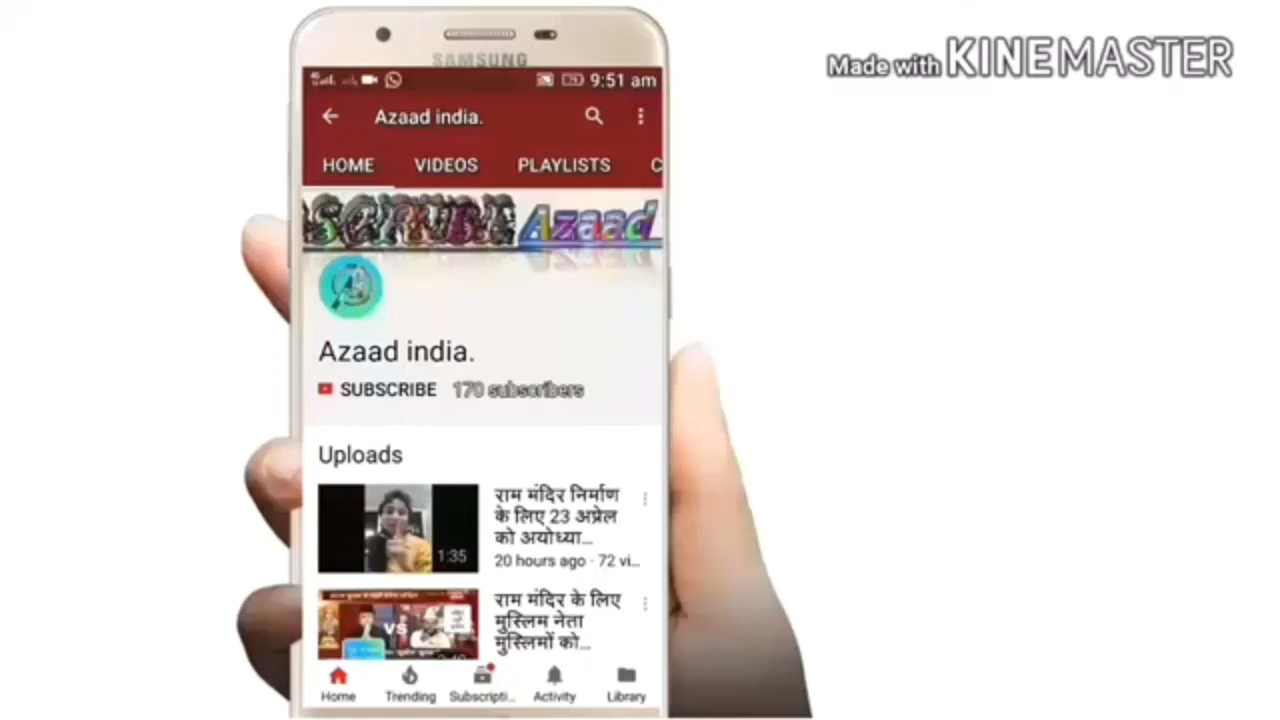 Made with KINEMASTER
SAMSUNG
9:51 am
Azaad india.
HOME VIDEOS PLAYLISTS C
Azaad
Azaad india.
SUBSCRIBE 170 subscribers
Uploads
राम मंदिर निर्माण
के लिए 23 अप्रेल
को अयोध्या...
1:35
20 hours ago · 72 vi...
राम मंदिर के लिए
मुस्लिम नेता
मुस्लिमों को...
VS
Home Trending Subscripti... Activity Library